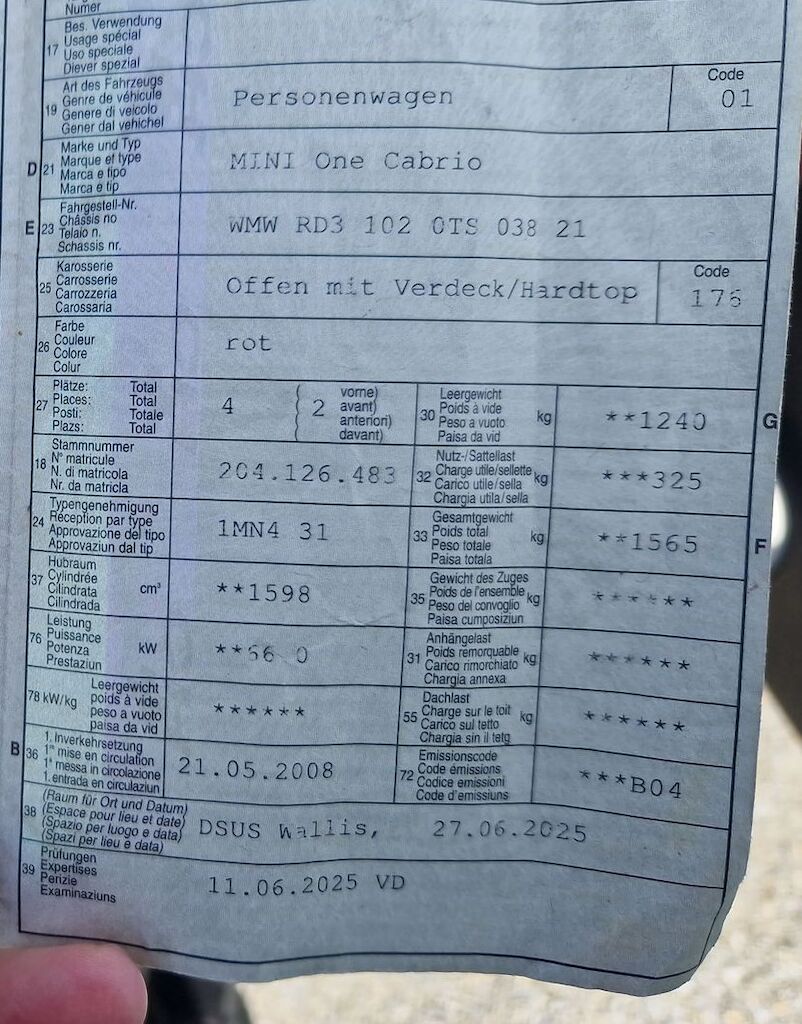 Numer
17 Bes. Verwendung
Usage spécial
Uso speciale
Diever spezial
19 Art des Fahrzeugs
Genre de véhicule
Genere di veicolo
Gener dal vehichel
Personenwagen
Code
01
D 21 Marke und Typ
Marque et type
Marca e tipo
Marca e tip
MINI One Cabrio
E 23 Fahrgestell-Nr.
Châssis no
Telaio n.
Schassis nr.
WMW RD3 102 0TS 038 21
25 Karosserie
Carrosserie
Carrozzeria
Carossaria
Offen mit Verdeck/Hardtop
Code
176
26 Farbe
Couleur
Colore
Colur
rot
27 Plätze: Total
Places: Total
Posti: Totale
Plazs: Total
4
( 2 vorne)
( avant)
( anteriori)
( davant)
30 Leergewicht
Poids à vide
Peso a vuoto
Paisa da vid
kg
**1240
G
18 Stammnummer
N° matricule
N. di matricola
Nr. da matricla
204.126.483
32 Nutz-/Sattellast
Charge utile/sellette
Carico utile/sella
Chargia utila/sella
kg
***325
24 Typengenehmigung
Réception par type
Approvazione del tipo
Approvaziun dal tip
1MN4 31
33 Gesamtgewicht
Poids total
Peso totale
Paisa totala
kg
**1565
F
37 Hubraum
Cylindrée
Cilindrata
Cilindrada
cm³
**1598
35 Gewicht des Zuges
Poids de l'ensemble
Peso del convoglio
Paisa cumposiziun
kg
******
76 Leistung
Puissance
Potenza
Prestaziun
kW
31 Anhängelast
Poids remorquable
Carico rimorchiato
Chargia annexa
kg
******
78 kW/kg Leergewicht
poids à vide
peso a vuoto
paisa da vid
******
55 Dachlast
Charge sur le toit
Carico sul tetto
Chargia sin il tetg
kg
******
B 36 1. Inverkehrsetzung
1re mise en circulation
1a messa in circolazione
1. entrada en circulaziun
21.05.2008
72 Emissionscode
Code émissions
Codice emissioni
Code d'emissiuns
***B04
38 (Raum für Ort und Datum)
(Espace pour lieu et date)
(Spazio per luogo e data)
(Spazi per lieu e data)
DSUS Wallis, 27.06.2025
39 Prüfungen
Expertises
Perizie
Examinaziuns
11.06.2025 VD